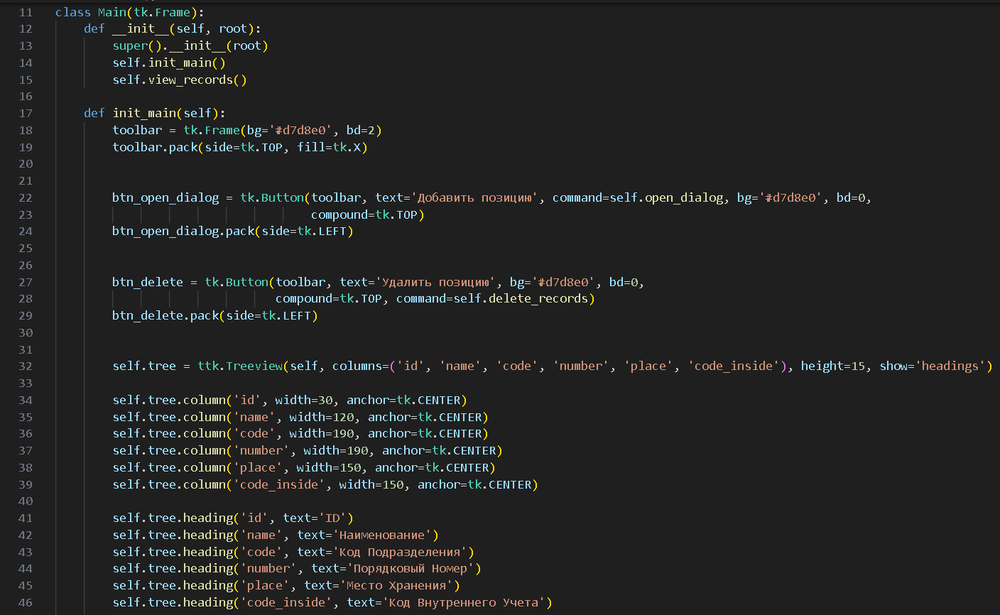 11 class Main(tk.Frame):
12     def __init__(self, root):
13         super().__init__(root)
14         self.init_main()
15         self.view_records()
16
17     def init_main(self):
18         toolbar = tk.Frame(bg='#d7d8e0', bd=2)
19         toolbar.pack(side=tk.TOP, fill=tk.X)
20
21
22         btn_open_dialog = tk.Button(toolbar, text='Добавить позицию', command=self.open_dialog, bg='#d7d8e0', bd=0,
23                                     compound=tk.TOP)
24         btn_open_dialog.pack(side=tk.LEFT)
25
26
27         btn_delete = tk.Button(toolbar, text='Удалить позицию', bg='#d7d8e0', bd=0,
28                                compound=tk.TOP, command=self.delete_records)
29         btn_delete.pack(side=tk.LEFT)
30
31
32         self.tree = ttk.Treeview(self, columns=('id', 'name', 'code', 'number', 'place', 'code_inside'), height=15, show='headings')
33
34         self.tree.column('id', width=30, anchor=tk.CENTER)
35         self.tree.column('name', width=120, anchor=tk.CENTER)
36         self.tree.column('code', width=190, anchor=tk.CENTER)
37         self.tree.column('number', width=190, anchor=tk.CENTER)
38         self.tree.column('place', width=150, anchor=tk.CENTER)
39         self.tree.column('code_inside', width=150, anchor=tk.CENTER)
40
41         self.tree.heading('id', text='ID')
42         self.tree.heading('name', text='Наименование')
43         self.tree.heading('code', text='Код Подразделения')
44         self.tree.heading('number', text='Порядковый Номер')
45         self.tree.heading('place', text='Место Хранения')
46         self.tree.heading('code_inside', text='Код Внутреннего Учета')